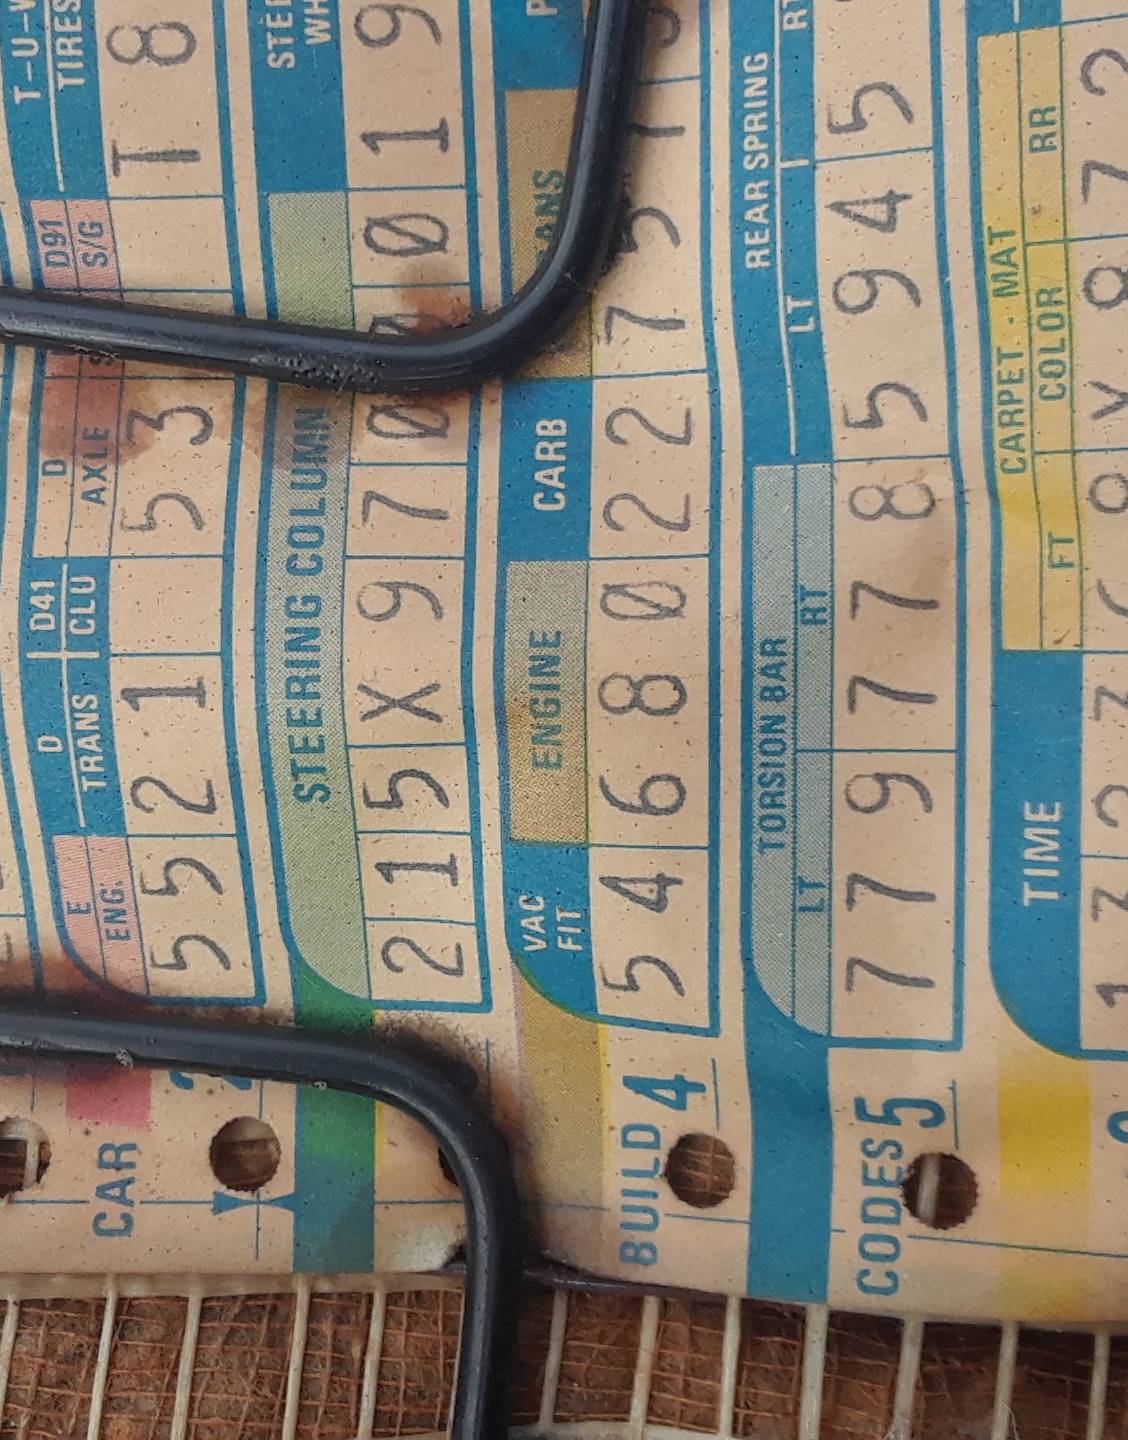 T-U-
TIRES
D91
S/G
D
AXLE
D
TRANS
D41
CLU
E
ENG.
5 5 2 1 5 3 T 8
CAR
STEERING COLUMN
2 1 5 X 9 7 0 0 0 1 9
VAC
FIT
ENGINE
CARB
5 4 6 8 0 2 2 7 5 1
BUILD 4
TORSION BAR
LT
RT
REAR SPRING
LT
RT
7 7 9 7 7 8 5 9 4 5
CODES 5
TIME
CARPET - MAT
FT
COLOR
RR